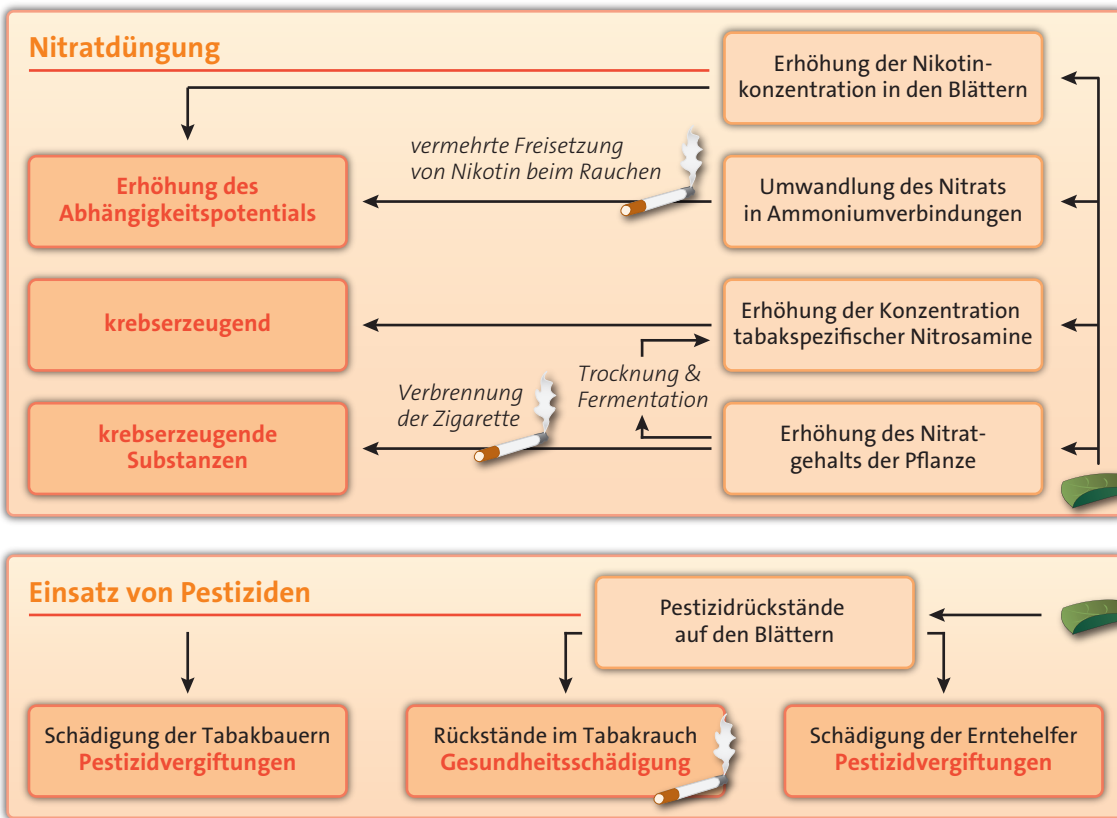 Nitratdüngung
Erhöhung der Nikotin-
konzentration in den Blättern
vermehrte Freisetzung
von Nikotin beim Rauchen
Erhöhung des
Abhängigkeitspotentials
Umwandlung des Nitrats
in Ammoniumverbindungen
krebserzeugend
Erhöhung der Konzentration
tabakspezifischer Nitrosamine
Trocknung &
Fermentation
Verbrennung
der Zigarette
krebserzeugende
Substanzen
Erhöhung des Nitrat-
gehalts der Pflanze
Einsatz von Pestiziden
Pestizidrückstände
auf den Blättern
Schädigung der Tabakbauern
Pestizidvergiftungen
Rückstände im Tabakrauch
Gesundheitsschädigung
Schädigung der Erntehelfer
Pestizidvergiftungen